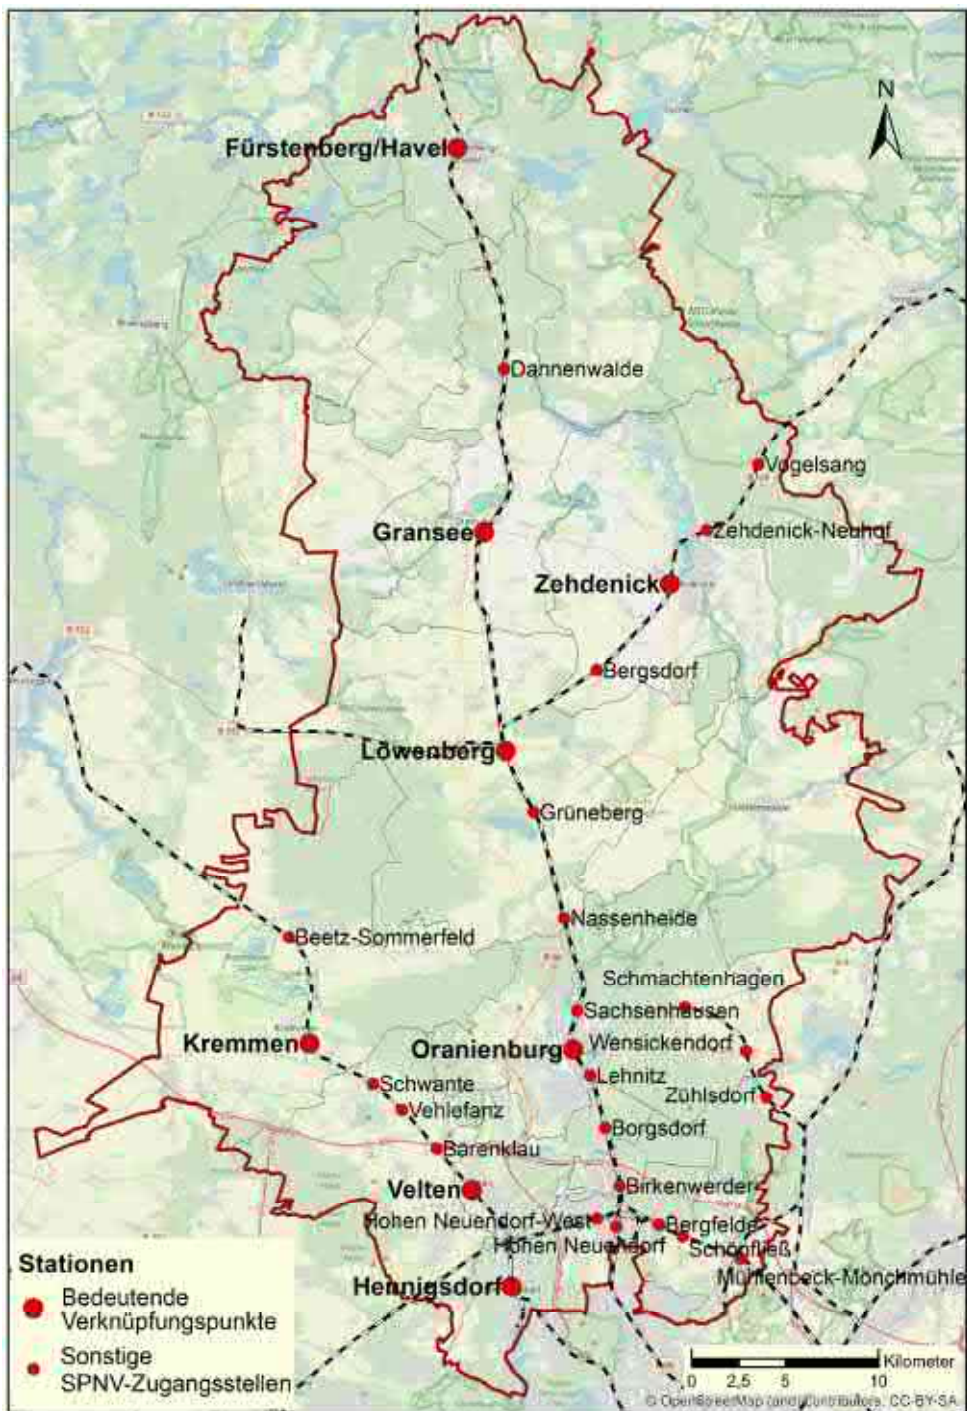 N
Fürstenberg/Havel
Dannenwalde
Vogelsang
Gransee
Zehdenick-Neuhof
Zehdenick
Bergsdorf
Löwenberg
Grüneberg
Nassenheide
Beetz-Sommerfeld
Schmachtenhagen
Sachsenhausen
Kremmen
Oranienburg
Wensickendorf
Lehnitz
Schwante
Zühlsdorf
Vehlefanz
Borgsdorf
Bärenklau
Velten
Birkenwerder
Hohen Neuendorf-West
Bergfelde
Hohen Neuendorf
Schönfließ
Mühlenbeck-Mönchmühle
Hennigsdorf
Stationen
Bedeutende
Verknüpfungspunkte
Sonstige
SPNV-Zugangsstellen
Kilometer
0 2,5 5 10
© OpenStreetMap (and) contributors, CC-BY-SA